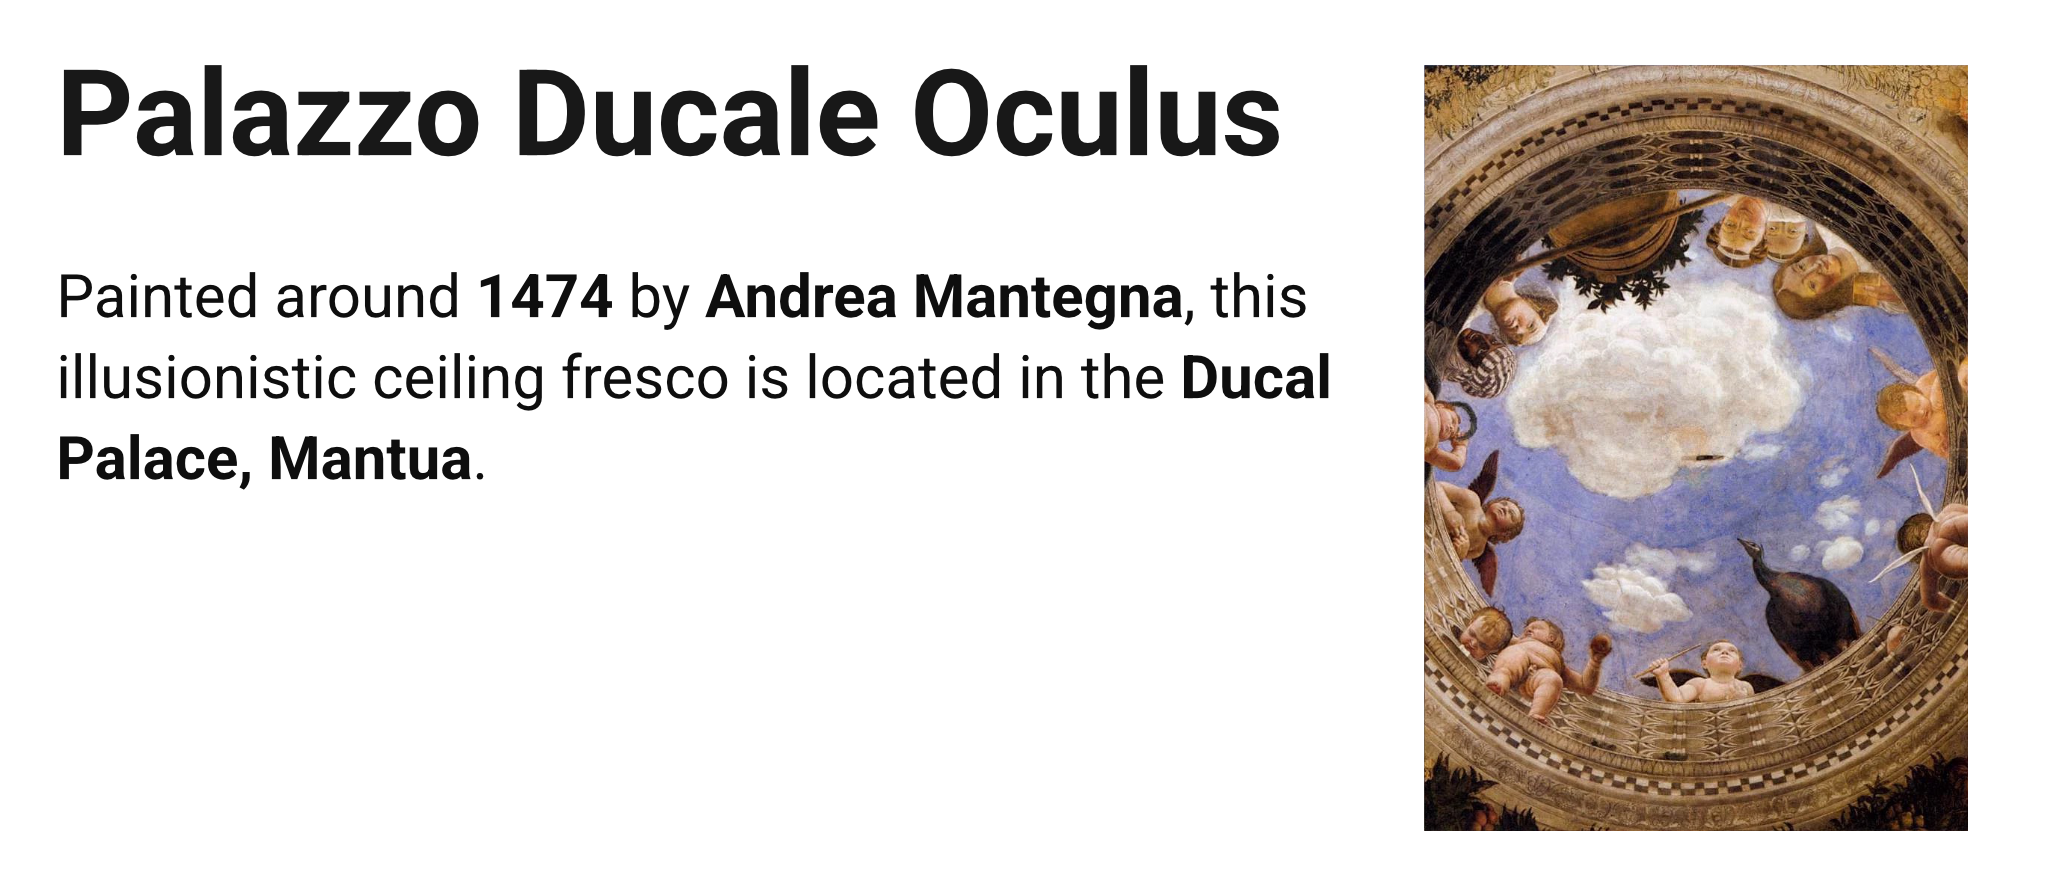 Palazzo Ducale Oculus
Painted around 1474 by Andrea Mantegna, this
illusionistic ceiling fresco is located in the Ducal
Palace, Mantua.